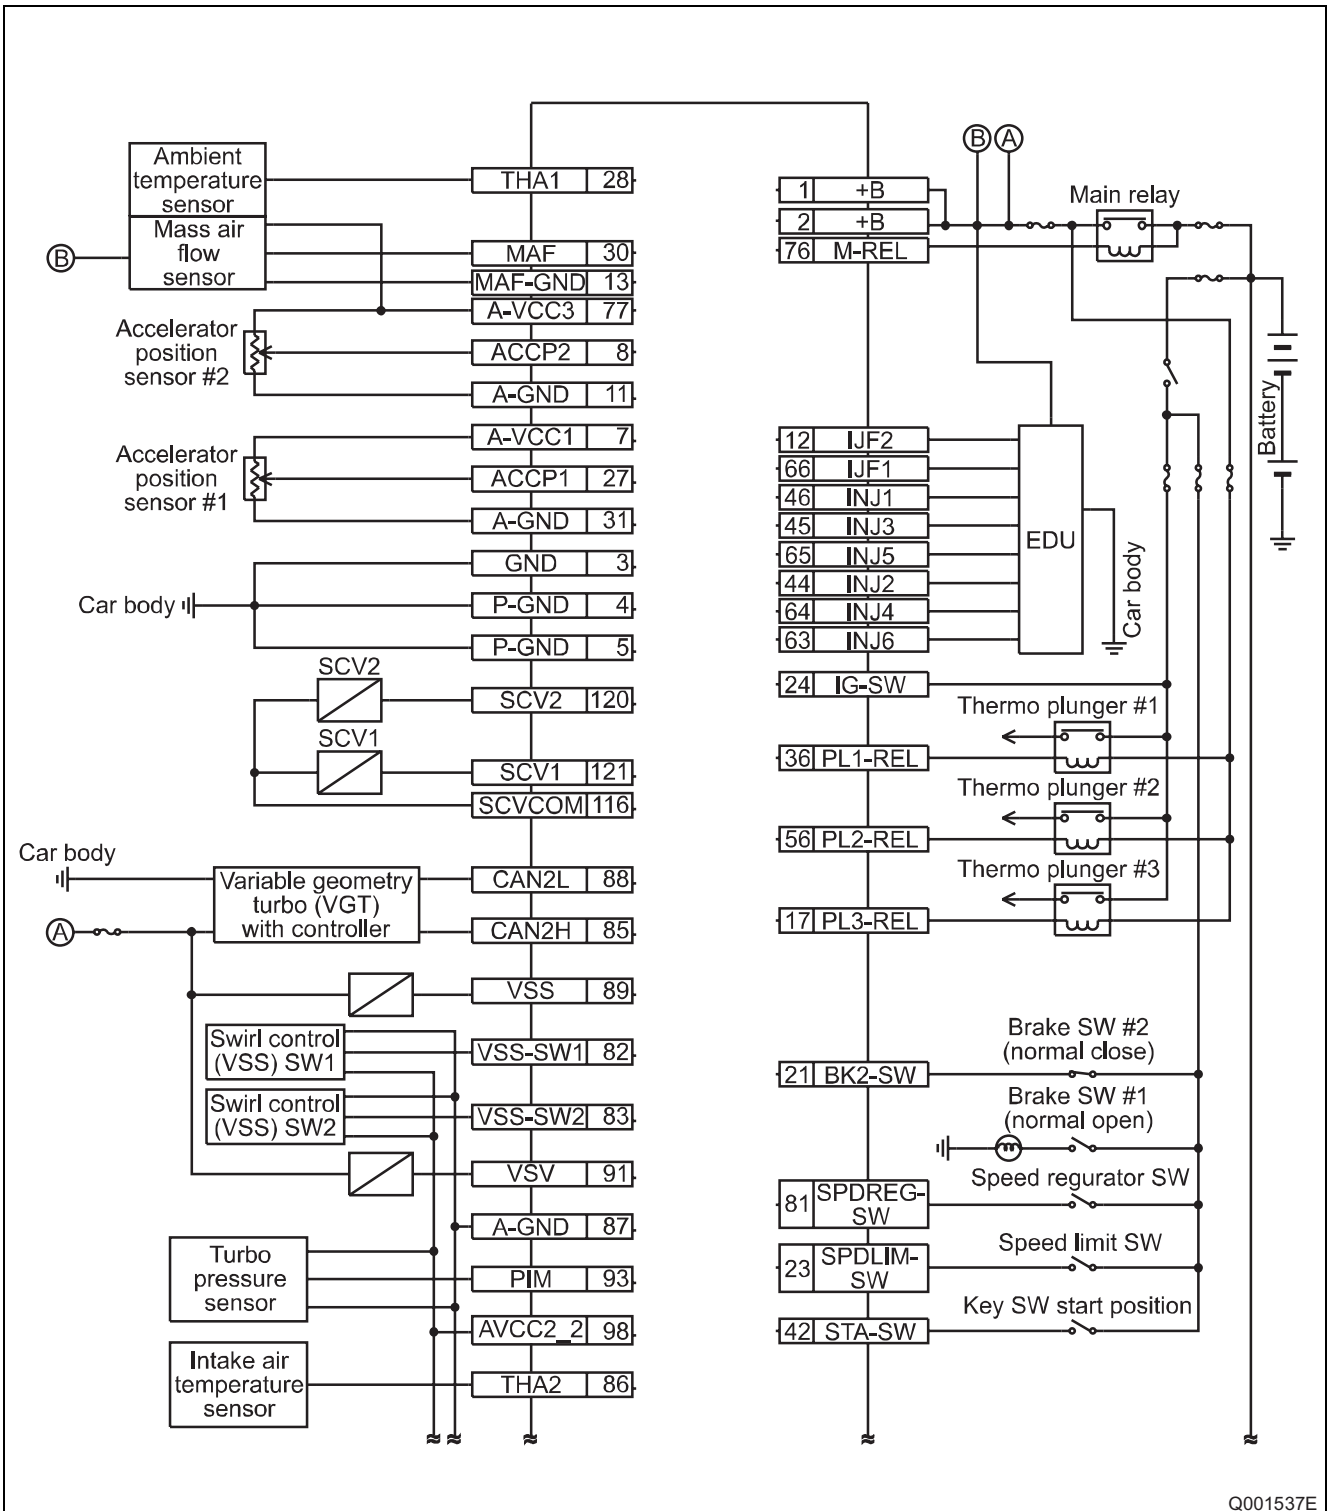 Ambient
temperature
sensor
Mass air
flow
sensor
B
THA1 28
MAF 30
MAF-GND 13
A-VCC3 77
Accelerator
position
sensor #2
ACCP2 8
A-GND 11
A-VCC1 7
Accelerator
position
sensor #1
ACCP1 27
A-GND 31
GND 3
Car body
P-GND 4
P-GND 5
SCV2
SCV2 120
SCV1
SCV1 121
SCVCOM 116
Car body
Variable geometry
turbo (VGT)
with controller
A
CAN2L 88
CAN2H 85
VSS 89
Swirl control
(VSS) SW1
VSS-SW1 82
Swirl control
(VSS) SW2
VSS-SW2 83
VSV 91
A-GND 87
Turbo
pressure
sensor
PIM 93
AVCC2_2 98
Intake air
temperature
sensor
THA2 86
B A
1 +B
2 +B
76 M-REL
Main relay
Battery
12 IJF2
66 IJF1
46 INJ1
45 INJ3
65 INJ5
44 INJ2
64 INJ4
63 INJ6
EDU
Car body
24 IG-SW
Thermo plunger #1
36 PL1-REL
Thermo plunger #2
56 PL2-REL
Thermo plunger #3
17 PL3-REL
Brake SW #2
(normal close)
21 BK2-SW
Brake SW #1
(normal open)
Speed regurator SW
81 SPDREG-
SW
Speed limit SW
23 SPDLIM-
SW
Key SW start position
42 STA-SW
Q001537E